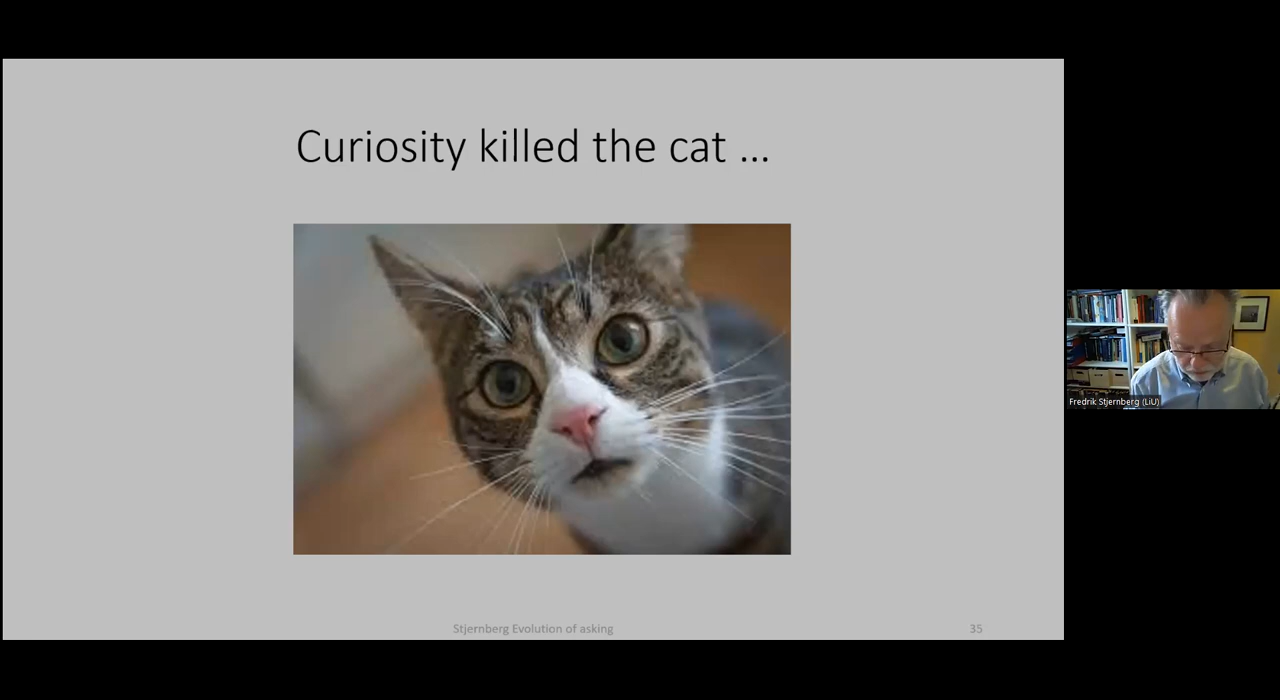 Curiosity killed the cat ...
Fredrik Stjernberg (LiU)
Stjernberg Evolution of asking
35